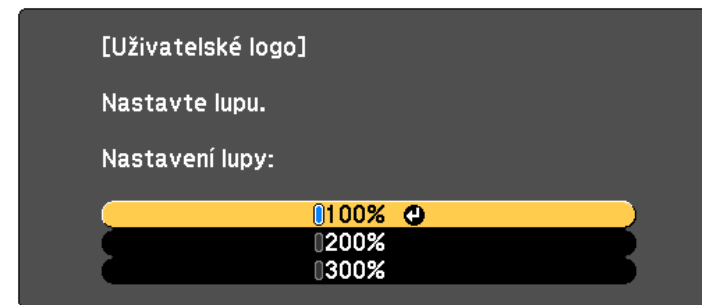 [Uživatelské logo]
Nastavte lupu.
Nastavení lupy:
100%
200%
300%